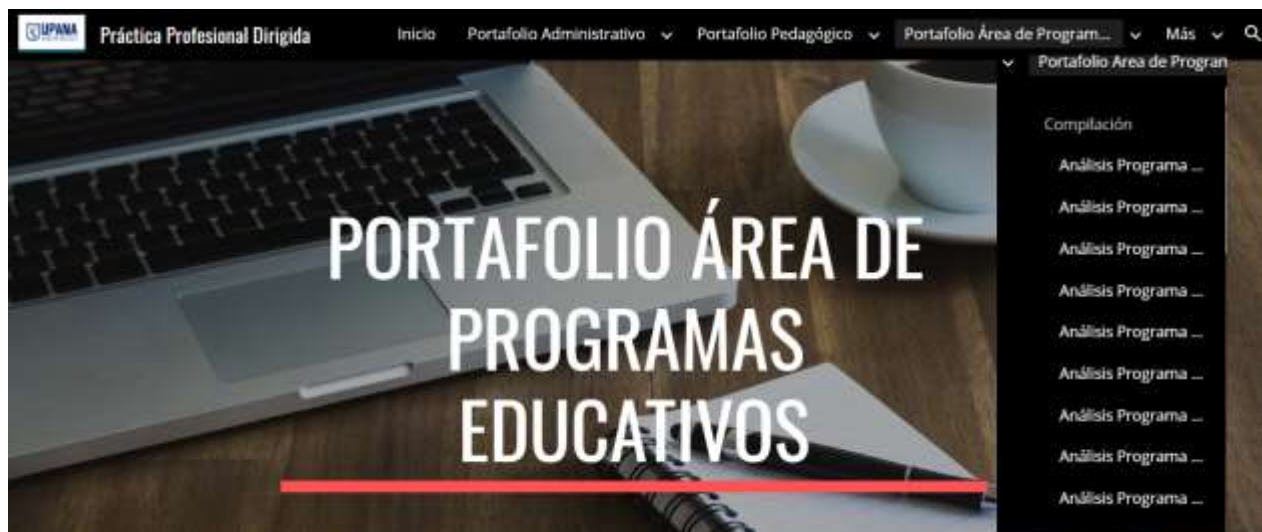 UPANA
Práctica Profesional Dirigida
Inicio
Portafolio Administrativo
Portafolio Pedagógico
Portafolio Área de Program...
Más
Portafolio Área de Program
Compilación
Análisis Programa ...
Análisis Programa ...
Análisis Programa ...
Análisis Programa ...
Análisis Programa ...
Análisis Programa ...
Análisis Programa ...
Análisis Programa ...
Análisis Programa ...
PORTAFOLIO ÁREA DE
PROGRAMAS
EDUCATIVOS